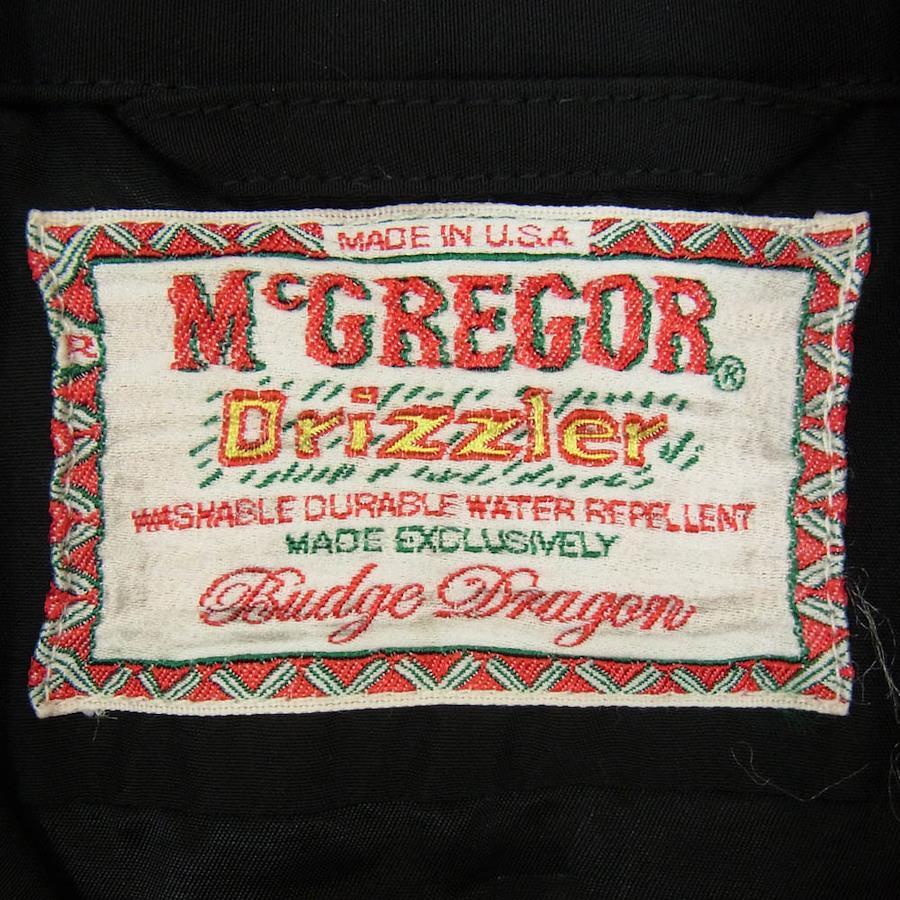 MADE IN U.S.A.
McGREGOR®
R
Drizzler
WASHABLE DURABLE WATER REPELLENT
MADE EXCLUSIVELY
Budge Dragon